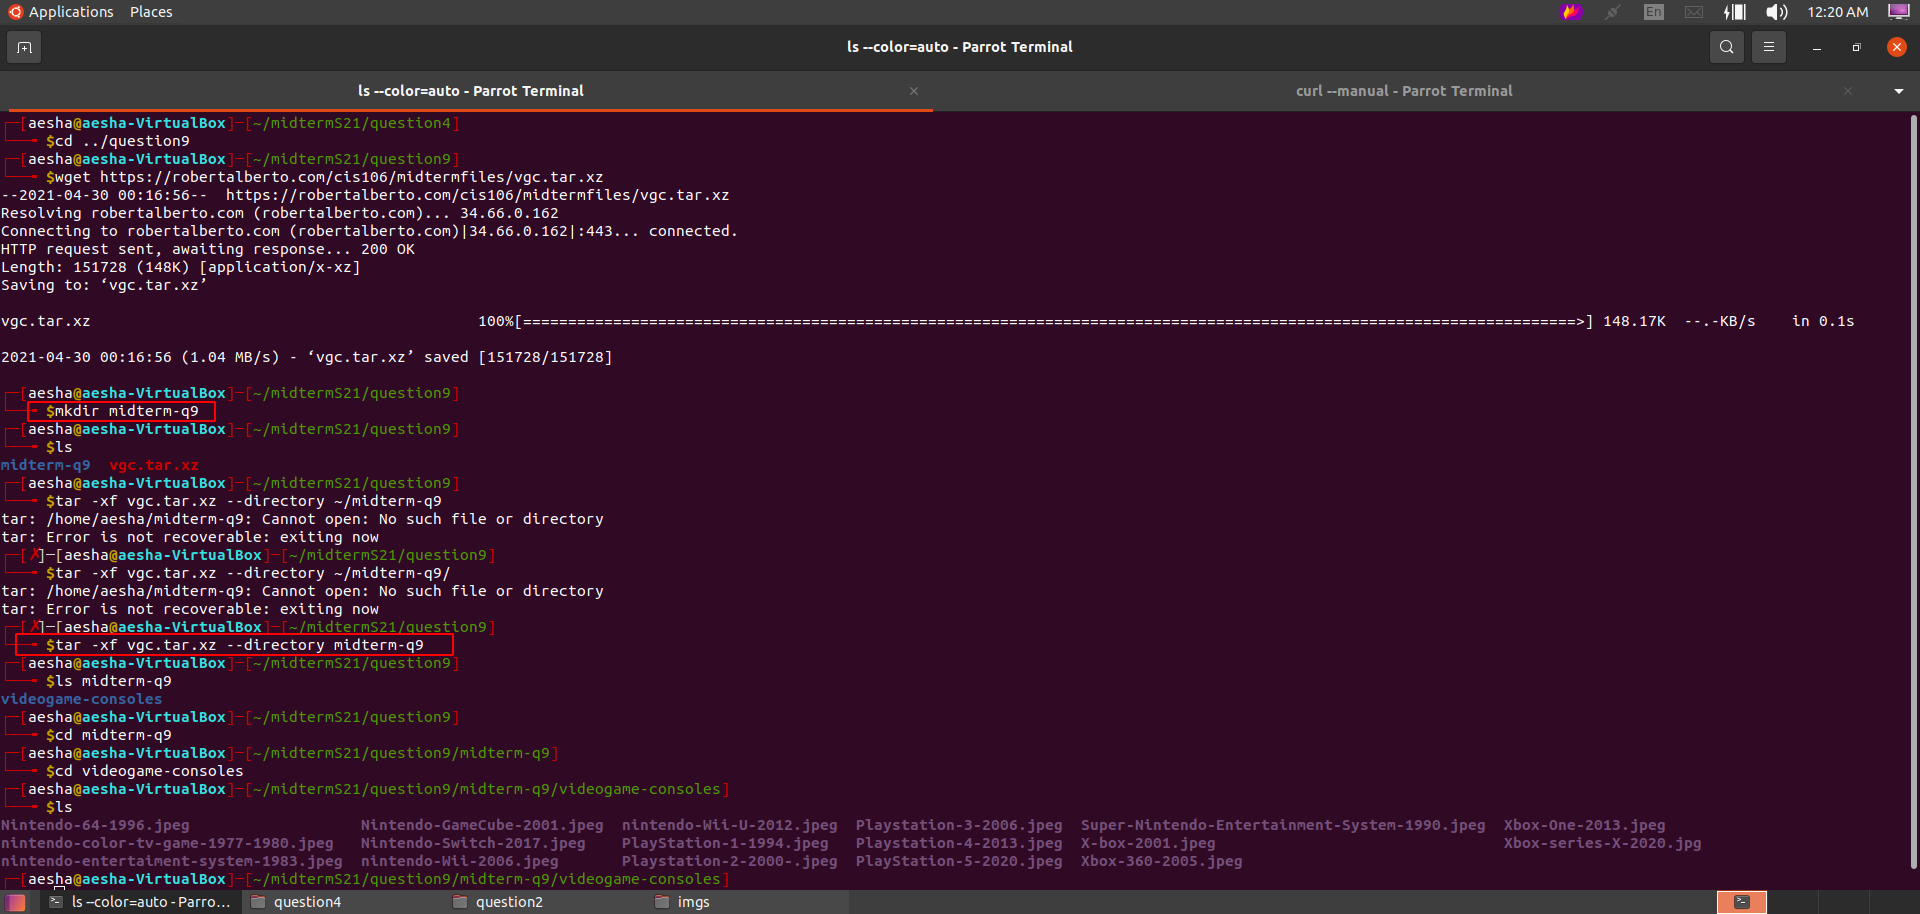 Applications Places En 12:20 AM
ls --color=auto - Parrot Terminal
ls --color=auto - Parrot Terminal × curl --manual - Parrot Terminal ×
┌─[aesha@aesha-VirtualBox]─[~/midtermS21/question4]
└──╼ $cd ../question9
┌─[aesha@aesha-VirtualBox]─[~/midtermS21/question9]
└──╼ $wget https://robertalberto.com/cis106/midtermfiles/vgc.tar.xz
--2021-04-30 00:16:56--  https://robertalberto.com/cis106/midtermfiles/vgc.tar.xz
Resolving robertalberto.com (robertalberto.com)... 34.66.0.162
Connecting to robertalberto.com (robertalberto.com)|34.66.0.162|:443... connected.
HTTP request sent, awaiting response... 200 OK
Length: 151728 (148K) [application/x-xz]
Saving to: ‘vgc.tar.xz’
vgc.tar.xz 100%[=====================================================================================================================>] 148.17K --.-KB/s in 0.1s
2021-04-30 00:16:56 (1.04 MB/s) - ‘vgc.tar.xz’ saved [151728/151728]
┌─[aesha@aesha-VirtualBox]─[~/midtermS21/question9]
└──╼ $mkdir midterm-q9
┌─[aesha@aesha-VirtualBox]─[~/midtermS21/question9]
└──╼ $ls
midterm-q9  vgc.tar.xz
┌─[aesha@aesha-VirtualBox]─[~/midtermS21/question9]
└──╼ $tar -xf vgc.tar.xz --directory ~/midterm-q9
tar: /home/aesha/midterm-q9: Cannot open: No such file or directory
tar: Error is not recoverable: exiting now
┌─[✗]─[aesha@aesha-VirtualBox]─[~/midtermS21/question9]
└──╼ $tar -xf vgc.tar.xz --directory ~/midterm-q9/
tar: /home/aesha/midterm-q9: Cannot open: No such file or directory
tar: Error is not recoverable: exiting now
┌─[✗]─[aesha@aesha-VirtualBox]─[~/midtermS21/question9]
└──╼ $tar -xf vgc.tar.xz --directory midterm-q9
┌─[aesha@aesha-VirtualBox]─[~/midtermS21/question9]
└──╼ $ls midterm-q9
videogame-consoles
┌─[aesha@aesha-VirtualBox]─[~/midtermS21/question9]
└──╼ $cd midterm-q9
┌─[aesha@aesha-VirtualBox]─[~/midtermS21/question9/midterm-q9]
└──╼ $cd videogame-consoles
┌─[aesha@aesha-VirtualBox]─[~/midtermS21/question9/midterm-q9/videogame-consoles]
└──╼ $ls
Nintendo-64-1996.jpeg Nintendo-GameCube-2001.jpeg nintendo-Wii-U-2012.jpeg Playstation-3-2006.jpeg Super-Nintendo-Entertainment-System-1990.jpeg Xbox-One-2013.jpeg
nintendo-color-tv-game-1977-1980.jpeg Nintendo-Switch-2017.jpeg PlayStation-1-1994.jpeg Playstation-4-2013.jpeg X-box-2001.jpeg Xbox-series-X-2020.jpg
nintendo-entertaiment-system-1983.jpeg nintendo-Wii-2006.jpeg Playstation-2-2000-.jpeg PlayStation-5-2020.jpeg Xbox-360-2005.jpeg
┌─[aesha@aesha-VirtualBox]─[~/midtermS21/question9/midterm-q9/videogame-consoles]
ls --color=auto - Parro... question4 question2 imgs